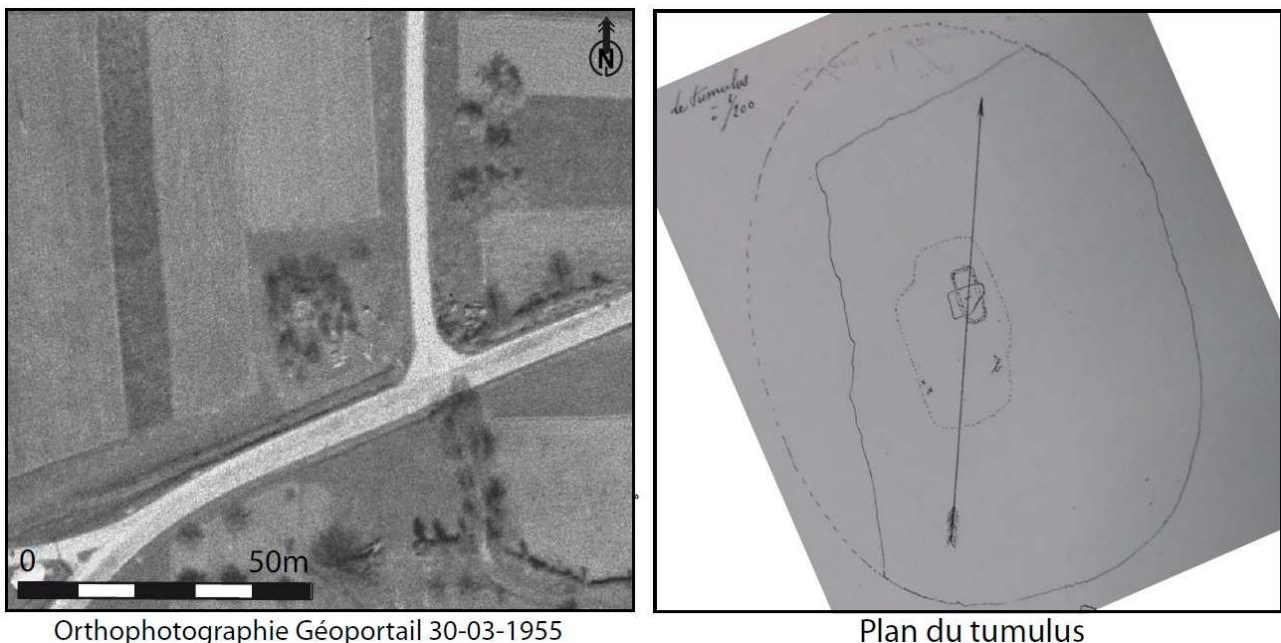 N
0 50m
Orthophotographie Géoportail 30-03-1955
le tumulus
à 1/200
Plan du tumulus